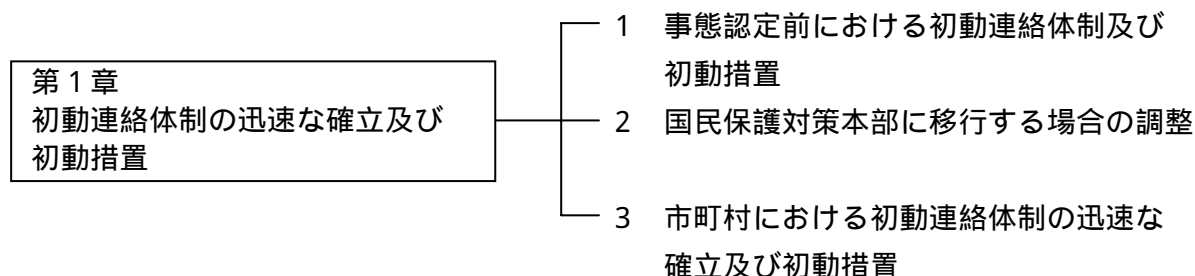 第1章
初動連絡体制の迅速な確立及び
初動措置
1 事態認定前における初動連絡体制及び
初動措置
2 国民保護対策本部に移行する場合の調整
3 市町村における初動連絡体制の迅速な
確立及び初動措置